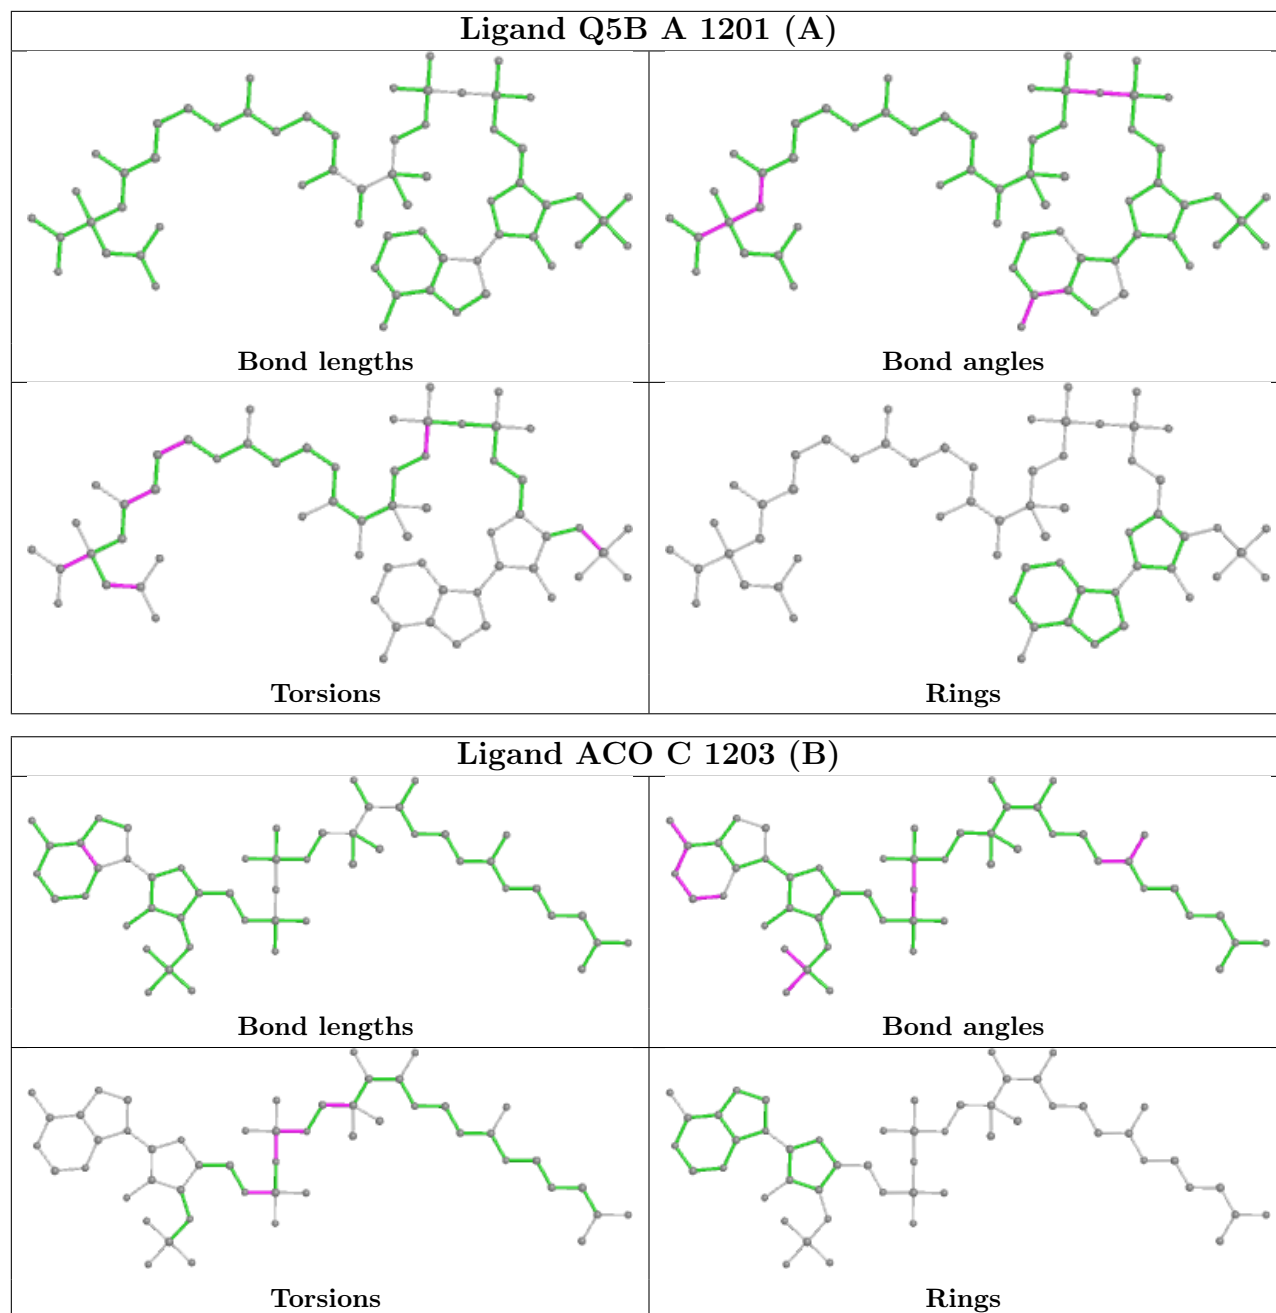 Ligand Q5B A 1201 (A)
Bond lengths
Bond angles
Torsions
Rings
Ligand ACO C 1203 (B)
Bond lengths
Bond angles
Torsions
Rings